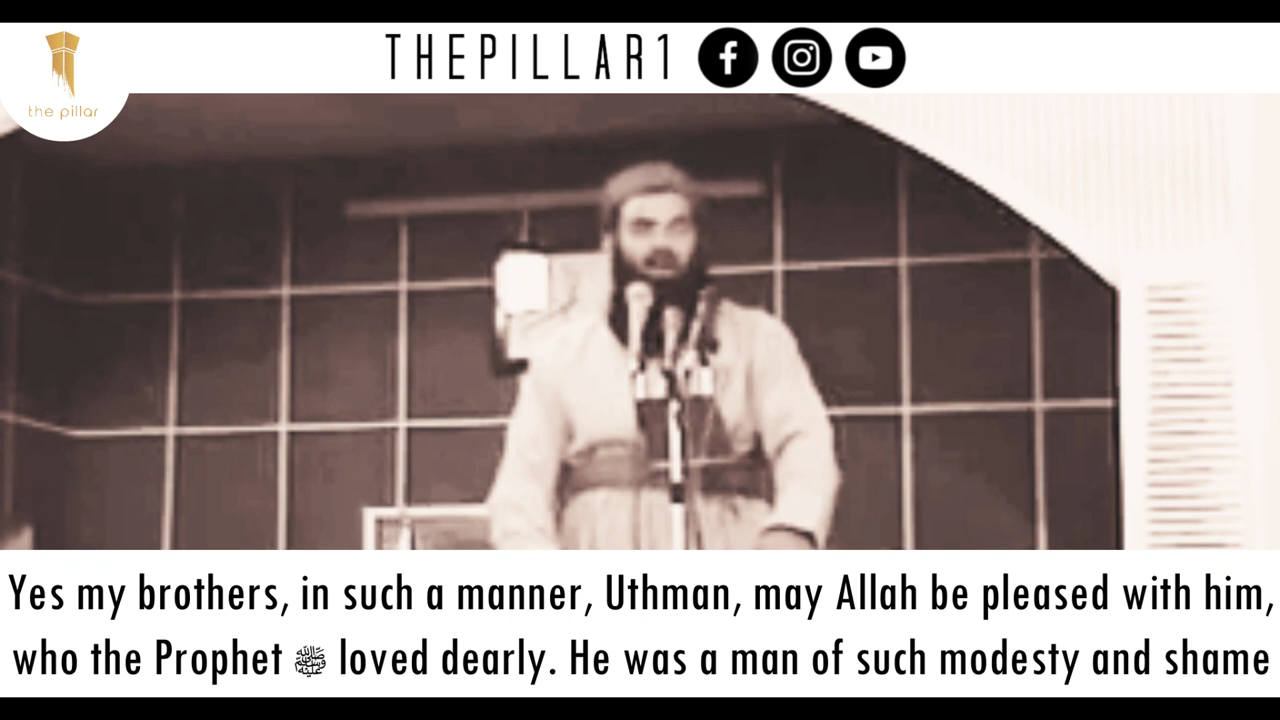 the pillar
THEPILLAR1
Yes my brothers, in such a manner, Uthman, may Allah be pleased with him,
who the Prophet ﷺ loved dearly. He was a man of such modesty and shame